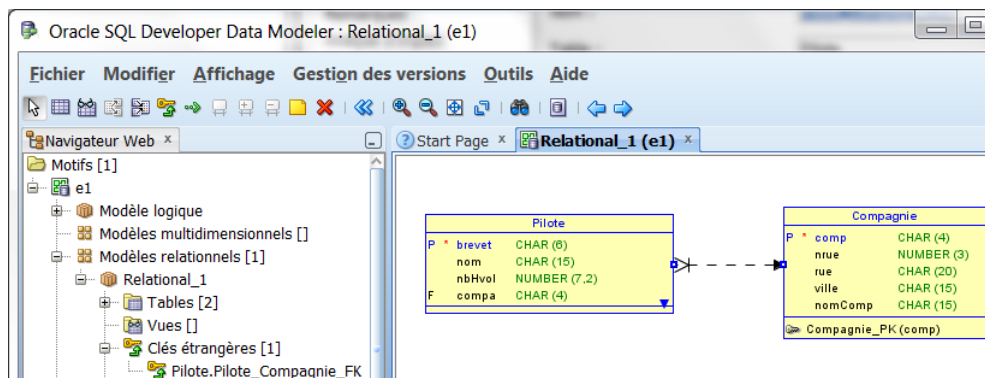 Oracle SQL Developer Data Modeler : Relational_1 (e1)
Fichier Modifier Affichage Gestion des versions Outils Aide
Navigateur Web x
Start Page x Relational_1 (e1) x
Motifs [1]
e1
Modèle logique
Modèles multidimensionnels []
Modèles relationnels [1]
Relational_1
Tables [2]
Vues []
Clés étrangères [1]
Pilote.Pilote_Compagnie_FK
Pilote
P * brevet CHAR (6)
nom CHAR (15)
nbHvol NUMBER (7,2)
F compa CHAR (4)
Compagnie
P * comp CHAR (4)
nrue NUMBER (3)
rue CHAR (20)
ville CHAR (15)
nomComp CHAR (15)
Compagnie_PK (comp)